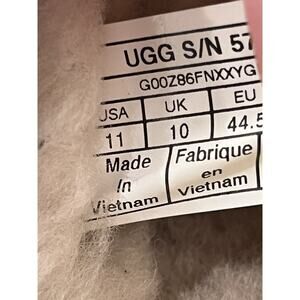 UGG S/N 57
G00Z86FNXXYG
USA UK EU
11 10 44.5
Made Fabrique
In en
Vietnam Vietnam